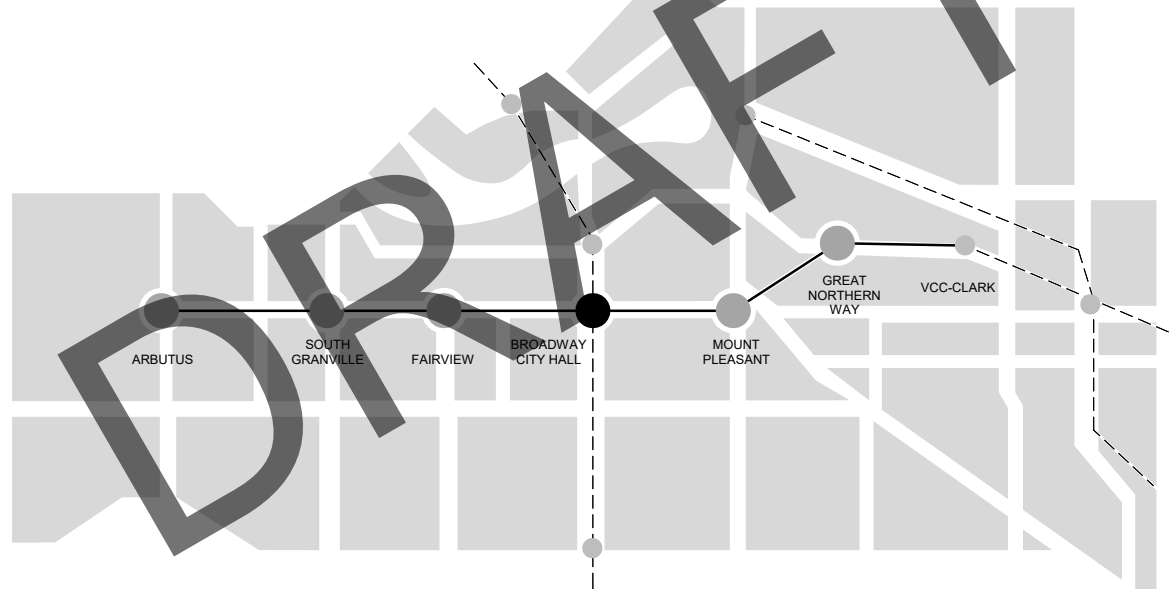 DRAFT
GREAT
NORTHERN
WAY
VCC-CLARK
ARBUTUS
SOUTH
GRANVILLE
FAIRVIEW
BROADWAY
CITY HALL
MOUNT
PLEASANT